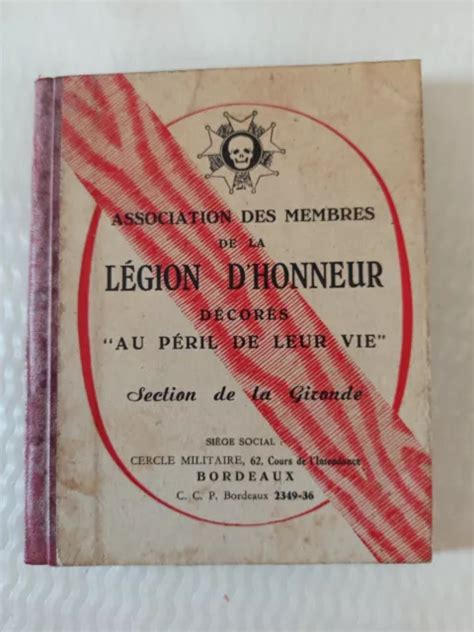 ASSOCIATION DES MEMBRES
DE LA
LÉGION D'HONNEUR
DÉCORÉS
"AU PÉRIL DE LEUR VIE"
Section de la Gironde
SIÈGE SOCIAL :
CERCLE MILITAIRE, 62, Cours de l'Intendance
BORDEAUX
C. C. P. Bordeaux 2349-36